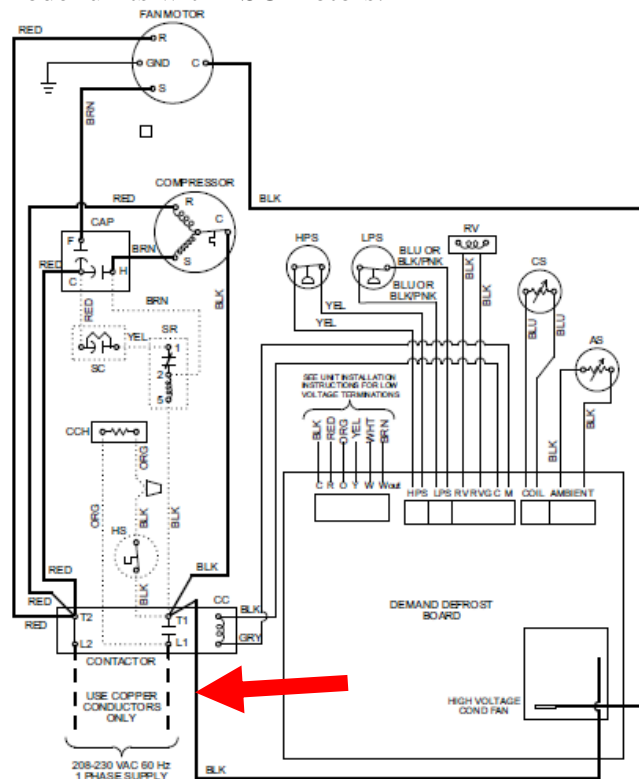 FAN MOTOR
RED
R
GND
C
S
BRN
COMPRESSOR
RED
R
C
S
BLK
CAP
F
BRN
RED
C
H
BLK
HPS
LPS
RV
BLU OR
BLK/PNK
BLU OR
BLK/PNK
BLK
BLK
CS
BLU
BLU
AS
YEL
YEL
RED
BRN
YEL
SR
1
2
5
SC
CCH
ORG
ORG
BLK
BLK
HS
BLK
SEE UNIT INSTALLATION
INSTRUCTIONS FOR LOW
VOLTAGE TERMINATIONS
BLK
RED
ORG
YEL
WHT
BRN
BLK
BLK
C R O Y W Wout
HPS LPS RV RVG C M
COIL AMBIENT
RED
RED
RED
BLK
T2
T1
CC
BLK
GRY
L2
L1
CONTACTOR
USE COPPER
CONDUCTORS
ONLY
208-230 VAC 60 Hz
1 PHASE SUPPLY
BLK
DEMAND DEFROST
BOARD
HIGH VOLTAGE
COND FAN